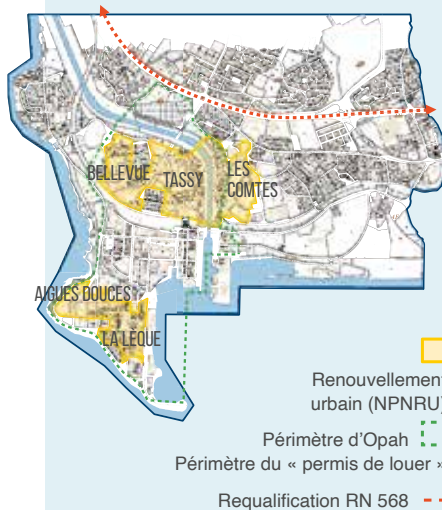 BELLEVUE
TASSY
LES
COMTES
AIGUES DOUCES
LA LÈQUE
Renouvellement
urbain (NPNRU)
Périmètre d’Opah
Périmètre du « permis de louer »
Requalification RN 568